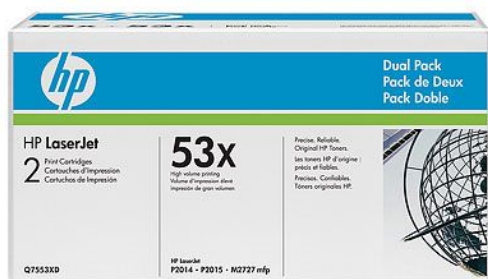 53x · 53x
hp
Dual Pack
Pack de Deux
Pack Doble
HP LaserJet
2 Print Cartridges
Cartouches d'Impression
Cartuchos de Impresión
53x
High volume printing
Volume d'impression élevé
Impresión de gran volumen
Precise. Reliable.
Original HP Toners.
Les toners HP d'origine :
précis et fiables.
Precisos. Confiables.
Tóners originales HP.
Q7553XD
HP LaserJet
P2014 · P2015 · M2727 mfp